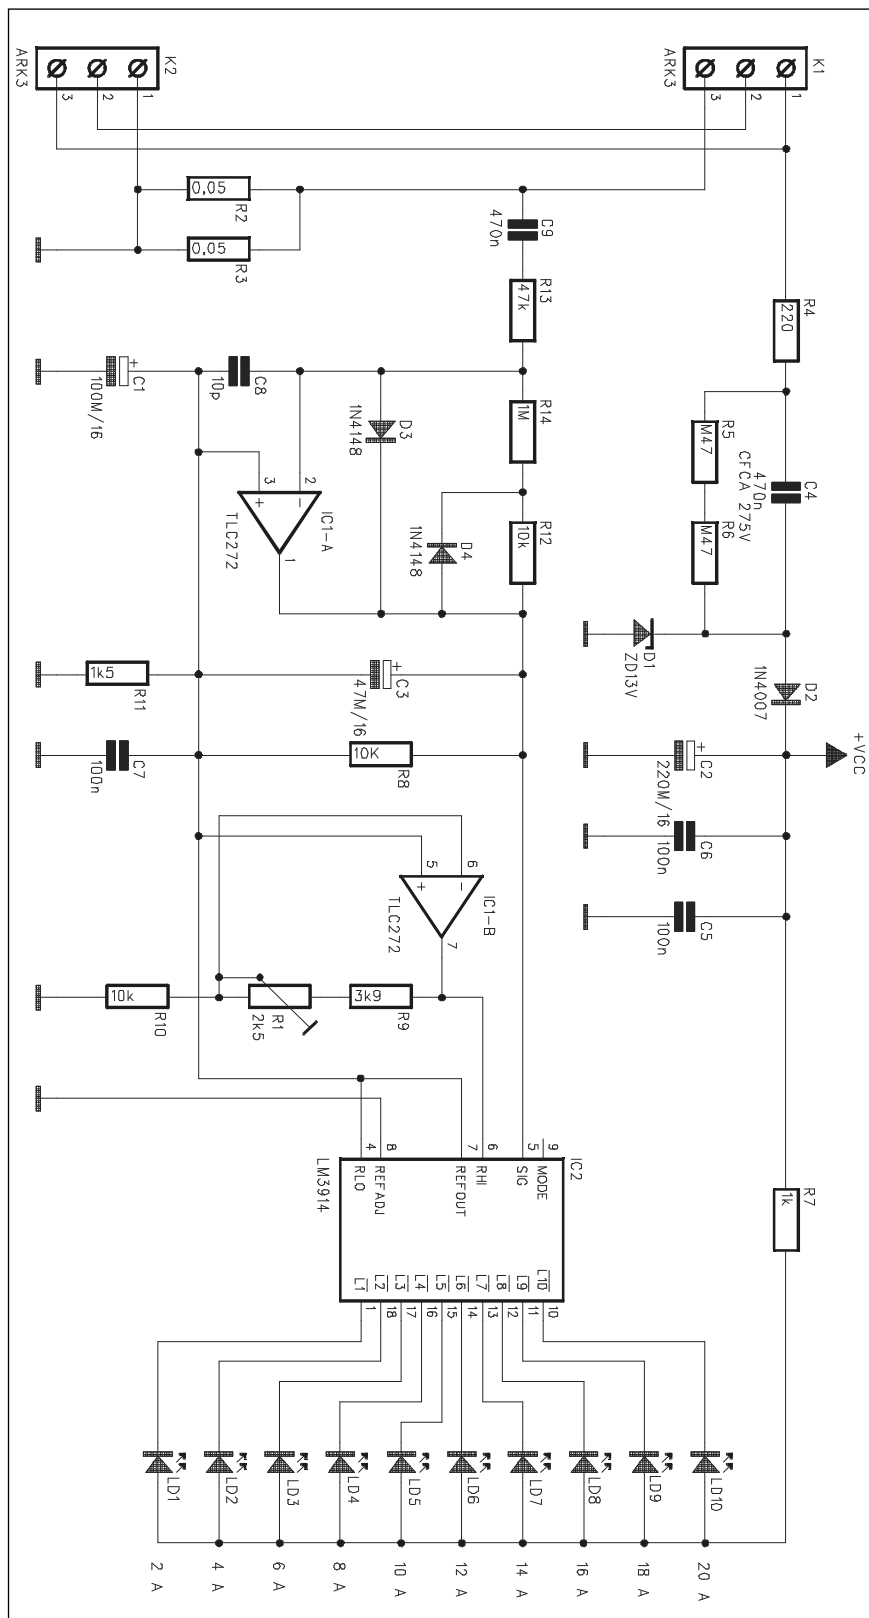 K2
ARK3
1
2
3
K1
ARK3
1
2
3
0,05
R2
0,05
R3
C9
470n
R13
47k
R4
220
C1
+
100M/16
C8
10p
D3
1N4148
R14
1M
R5
M47
C4
470n
CFCA 275V
R6
M47
3
2
+
–
IC1-A
TLC272
1
D4
1N4148
R12
10k
D1
ZD13V
D2
1N4007
R11
1k5
C3
+
47M/16
C7
100n
R8
10K
C2
+
220M/16
+VCC
C6
100n
C5
100n
5
6
+
–
IC1-B
TLC272
7
R10
10k
R1
2k5
R9
3k9
R7
1k
IC2
LM3914
4
8
7
6
5
9
RLO
REFADJ
REFOUT
RHI
SIG
MODE
L1
L2
L3
L4
L5
L6
L7
L8
L9
L10
1
18
17
16
15
14
13
12
11
10
LD1
LD2
LD3
LD4
LD5
LD6
LD7
LD8
LD9
LD10
2 A
4 A
6 A
8 A
10 A
12 A
14 A
16 A
18 A
20 A